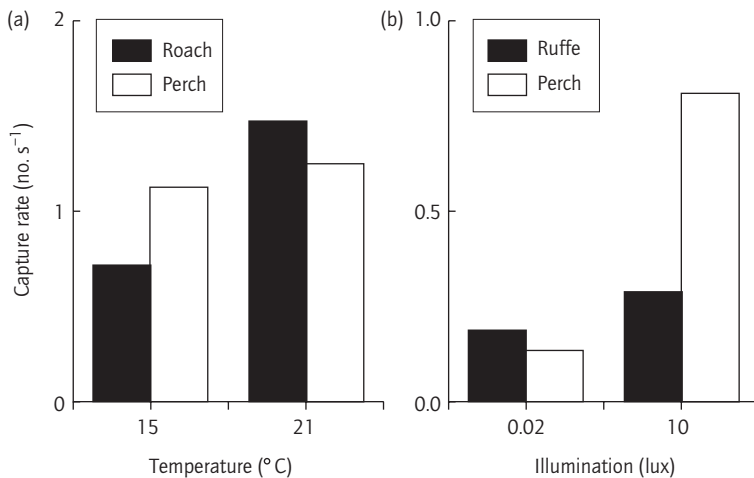 (a)
2
Roach
Perch
1
0
15
21
Capture rate (no. s⁻¹)
Temperature (° C)
(b)
1.0
Ruffe
Perch
0.5
0.0
0.02
10
Illumination (lux)